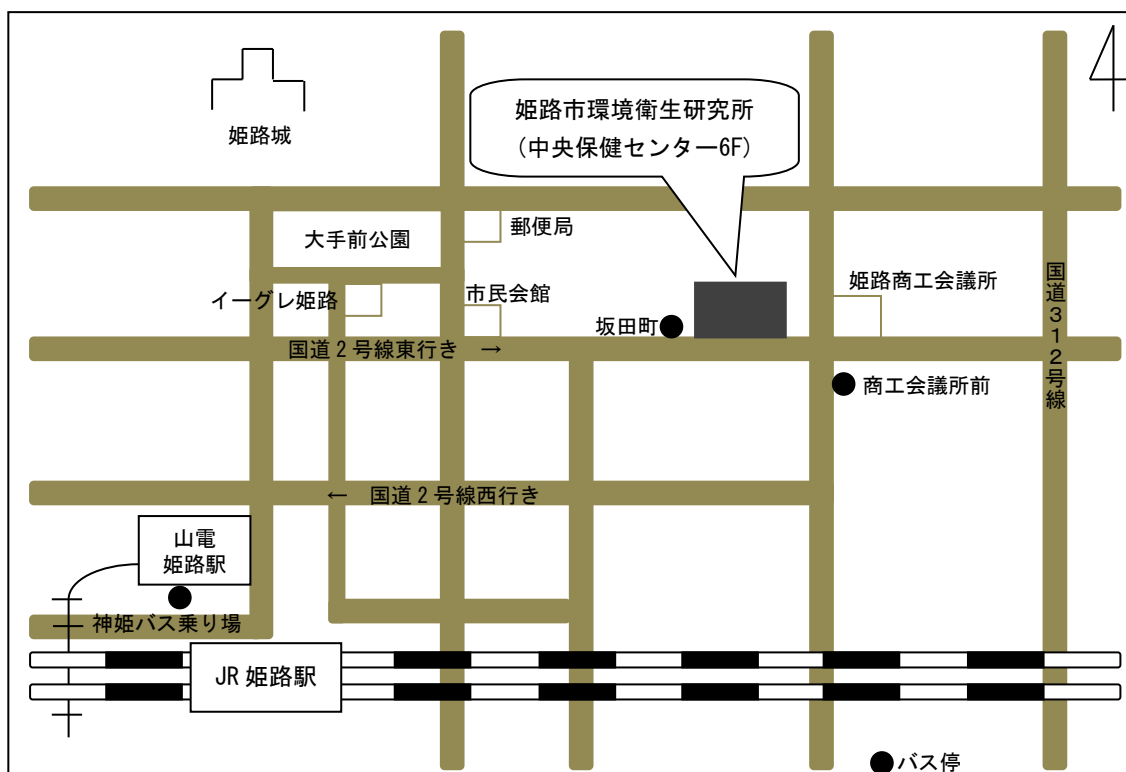 姫路市環境衛生研究所
(中央保健センター6F)
姫路城
郵便局
大手前公園
姫路商工会議所
イーグレ姫路
市民会館
坂田町
国道312号線
国道2号線東行き →
商工会議所前
← 国道2号線西行き
山電
姫路駅
神姫バス乗り場
JR 姫路駅
バス停